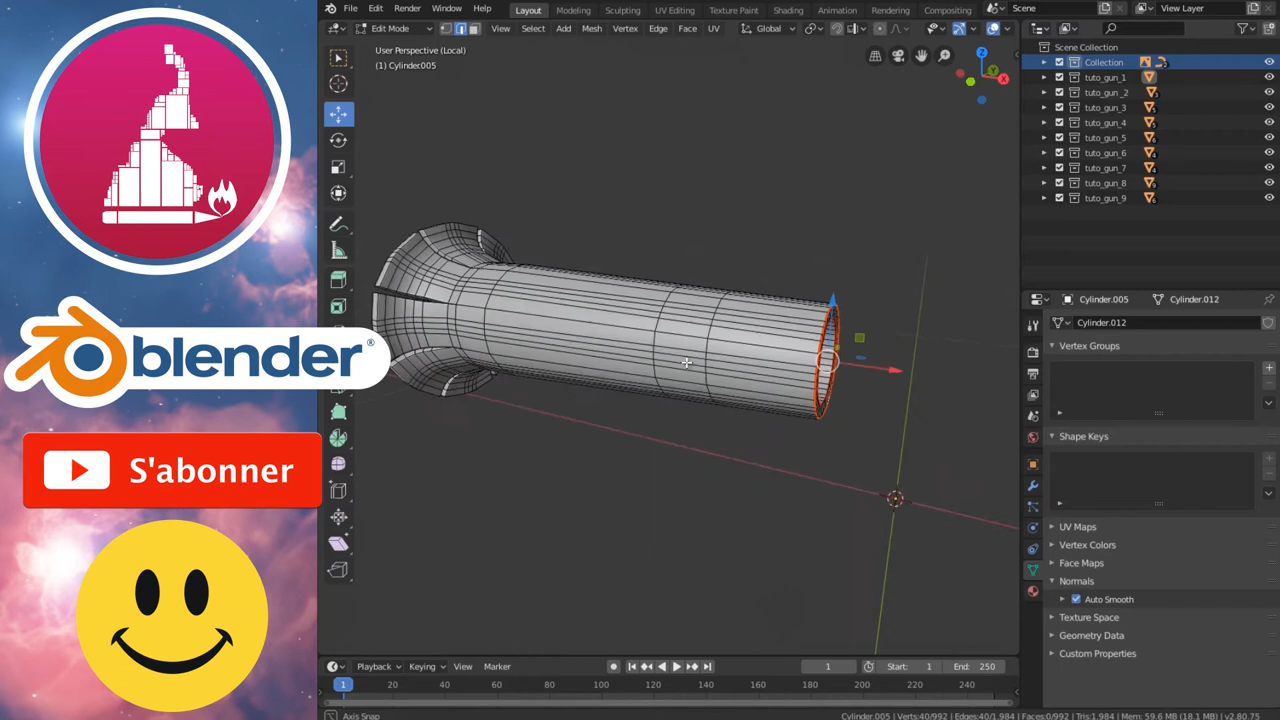 File Edit Render Window Help Layout Modeling Sculpting UV Editing Texture Paint Shading Animation Rendering Compositing Scene View Layer
Edit Mode View Select Add Mesh Vertex Edge Face UV Global
User Perspective (Local)
(1) Cylinder.005
Z
Y
X
Scene Collection
Collection
tuto_gun_1
tuto_gun_2
tuto_gun_3
tuto_gun_4
tuto_gun_5
tuto_gun_6
tuto_gun_7
tuto_gun_8
tuto_gun_9
blender
S'abonner
Cylinder.005 Cylinder.012
Cylinder.012
Vertex Groups
Shape Keys
UV Maps
Vertex Colors
Face Maps
Normals
Auto Smooth
Texture Space
Geometry Data
Custom Properties
Playback Keying View Marker 1 Start: 1 End: 250
1 20 40 60 80 100 120 140 160 180 200 220 240
Axis Snap Cylinder.005 | Verts:40/992 | Edges:40/1.984 | Faces:0/992 | Tris:1.984 | Mem: 59.6 MB (18.1 MB) | v2.80.75